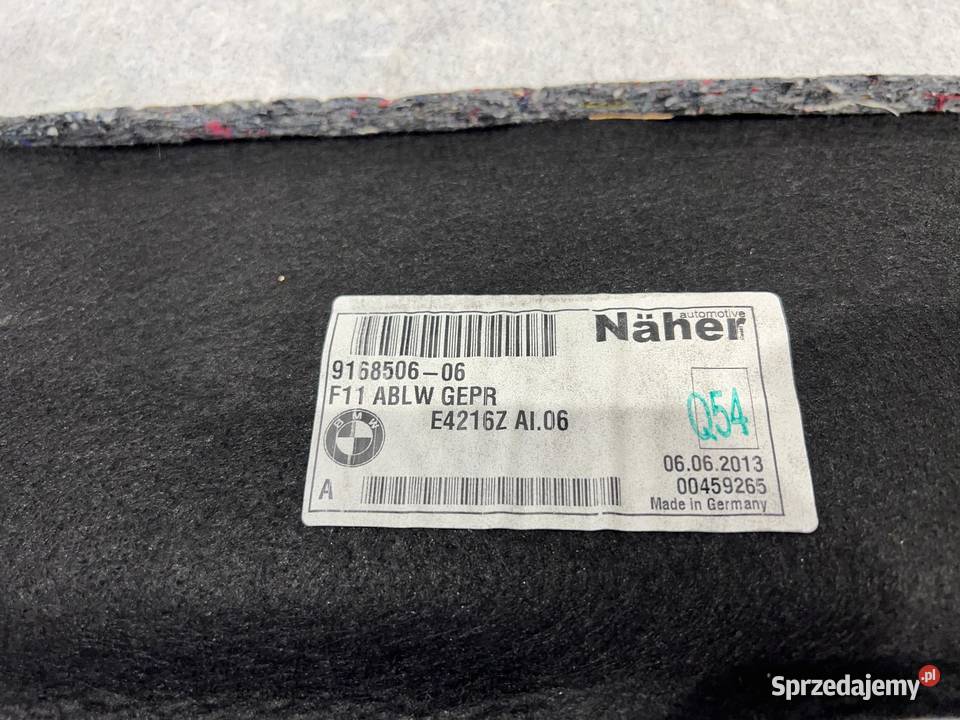 automotive
Näher
9168506-06
F11 ABLW GEPR
E4216Z AI.06
BMW
Q54
06.06.2013
00459265
A
Made in Germany
Sprzedajemy.pl